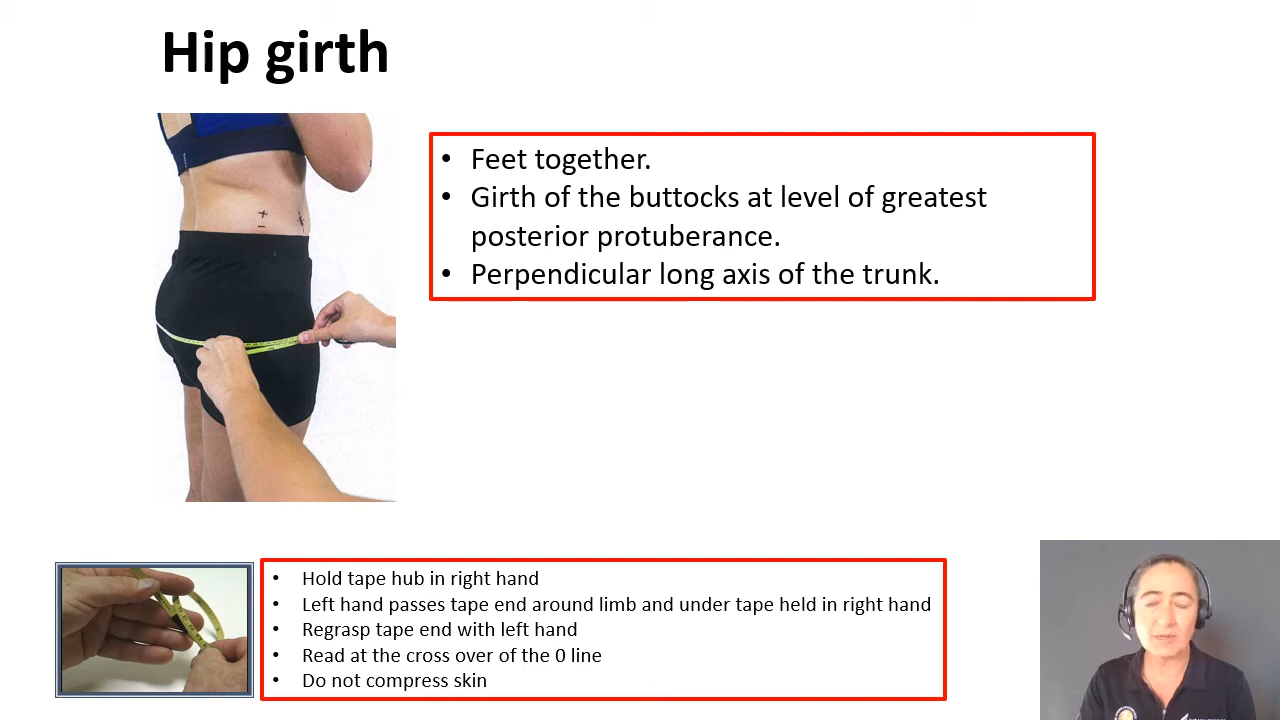 Hip girth
• Feet together.
• Girth of the buttocks at level of greatest
posterior protuberance.
• Perpendicular long axis of the trunk.
• Hold tape hub in right hand
• Left hand passes tape end around limb and under tape held in right hand
• Regrasp tape end with left hand
• Read at the cross over of the 0 line
• Do not compress skin